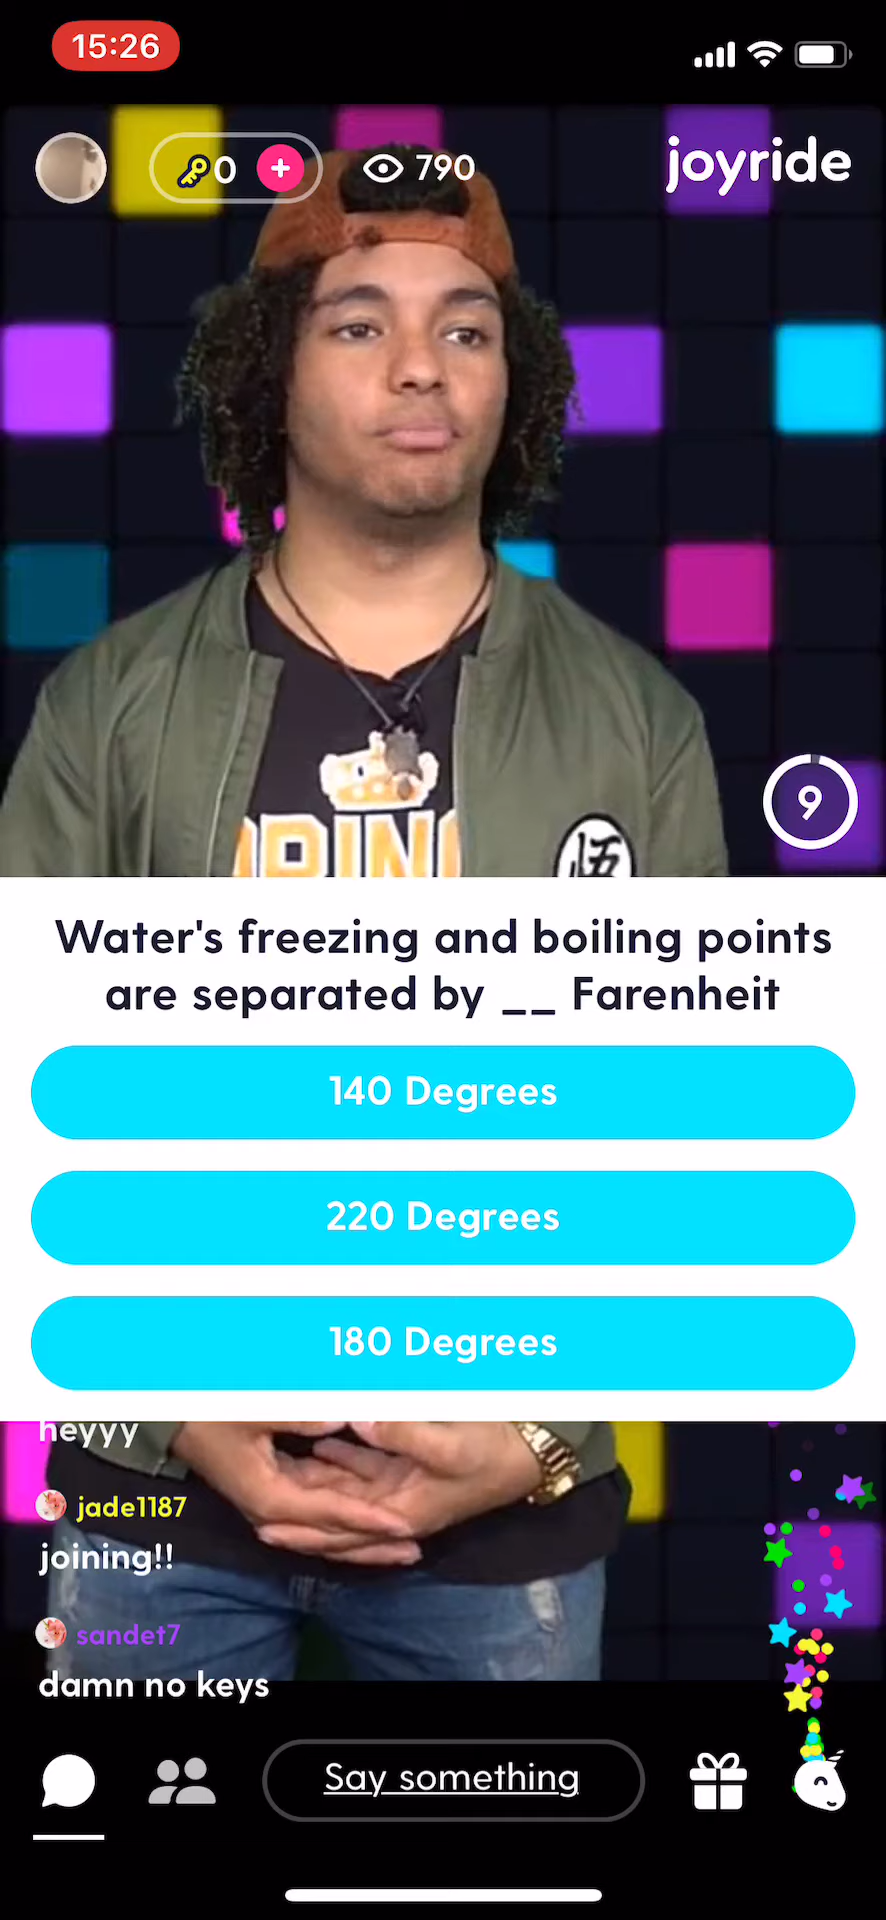 15:26
0 + 790
joyride
悟
9
Water's freezing and boiling points
are separated by __ Farenheit
140 Degrees
220 Degrees
180 Degrees
heyyy
jade1187
joining!!
sandet7
damn no keys
Say something